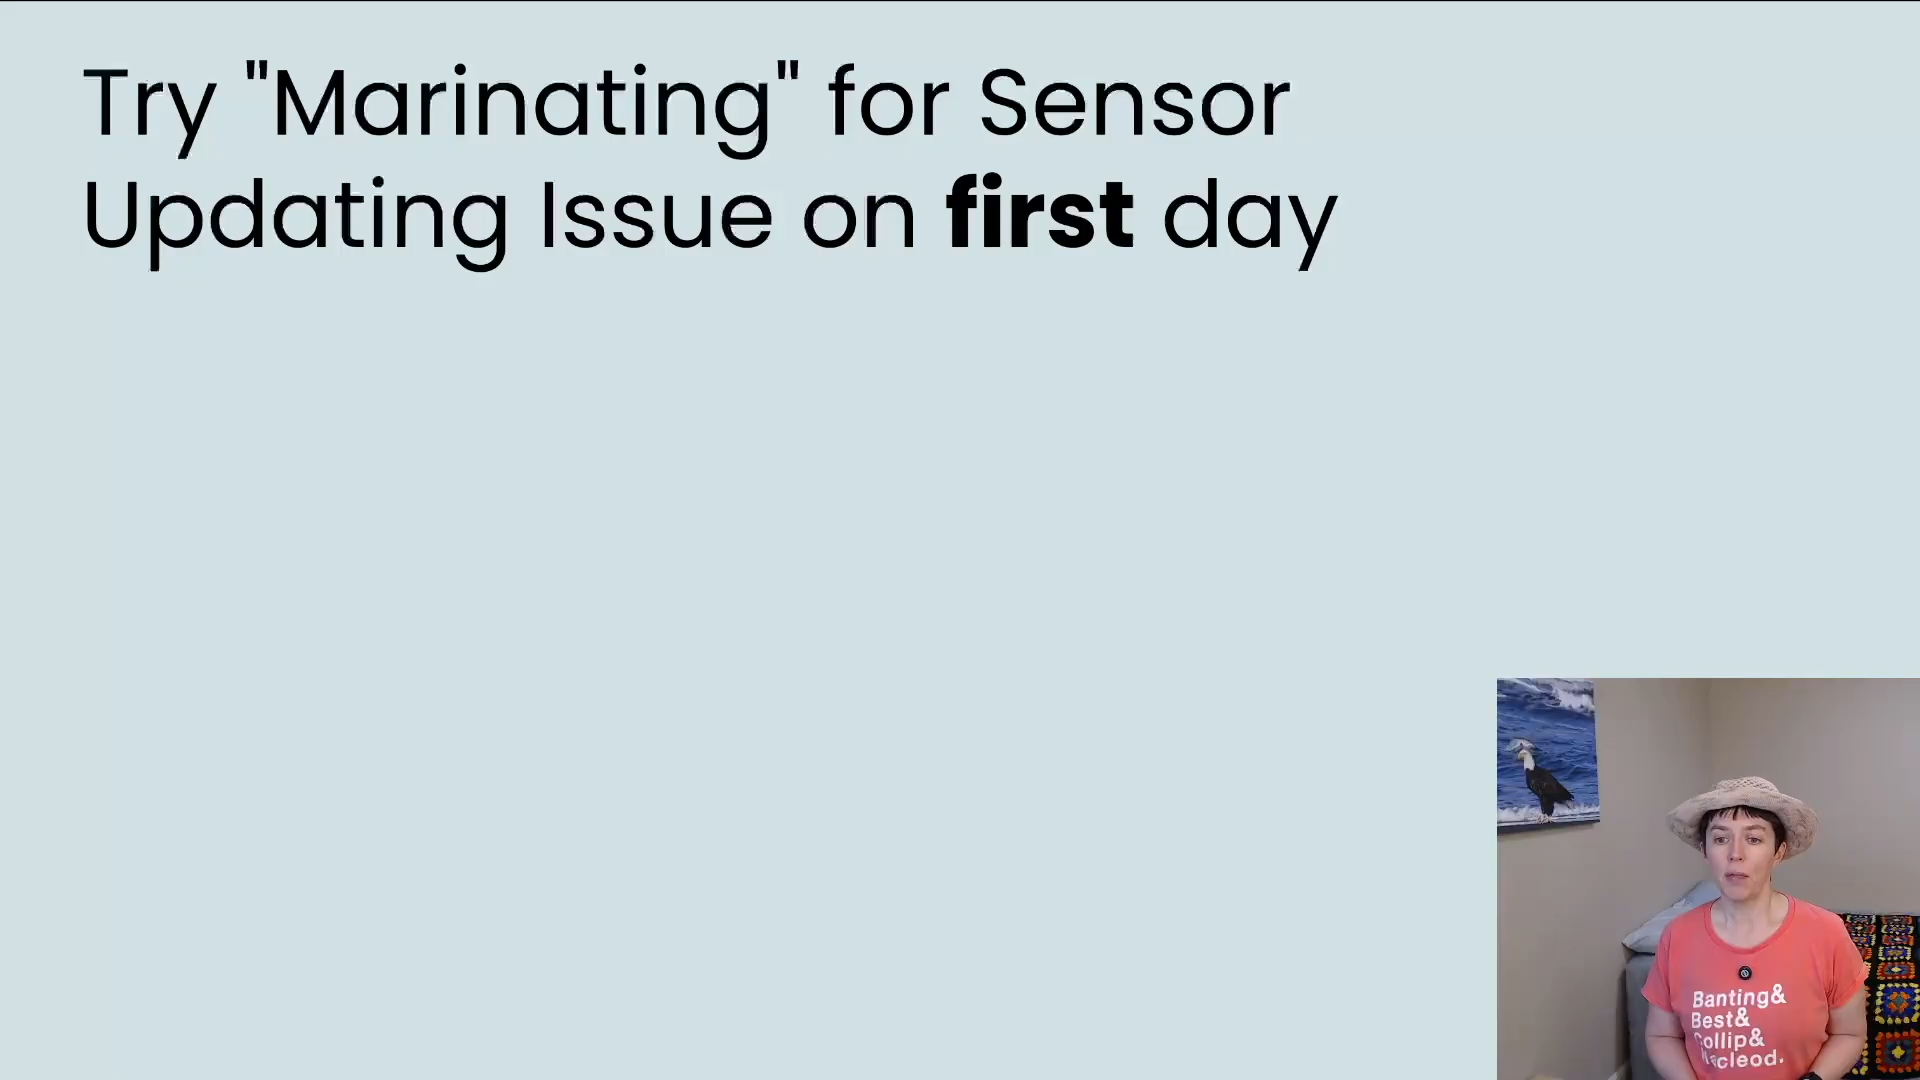 Try "Marinating" for Sensor
Updating Issue on first day
Banting&
Best&
Collip&
Macleod.